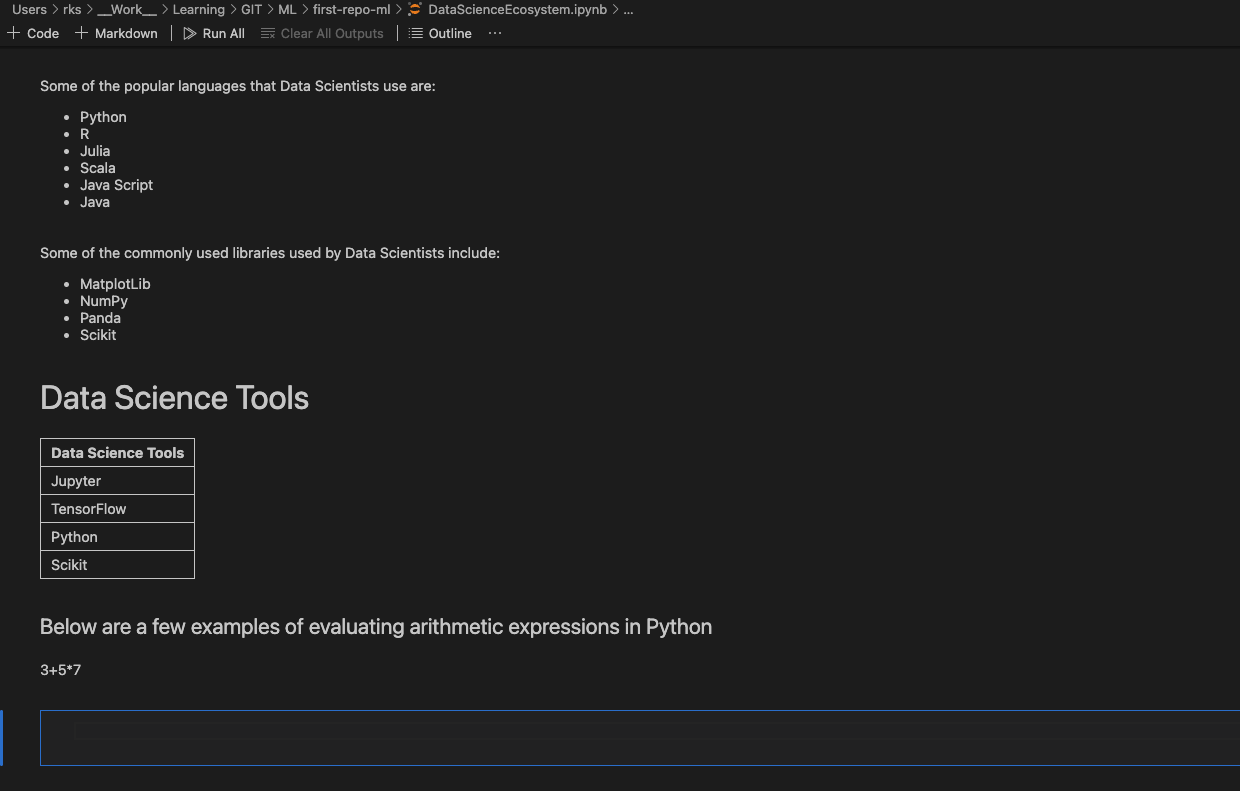 Users > rks > __Work__ > Learning > GIT > ML > first-repo-ml > DataScienceEcosystem.ipynb > ...
+ Code + Markdown | Run All Clear All Outputs | Outline ...
Some of the popular languages that Data Scientists use are:
• Python
• R
• Julia
• Scala
• Java Script
• Java
Some of the commonly used libraries used by Data Scientists include:
• MatplotLib
• NumPy
• Panda
• Scikit
Data Science Tools
Data Science Tools
Jupyter
TensorFlow
Python
Scikit
Below are a few examples of evaluating arithmetic expressions in Python
3+5*7